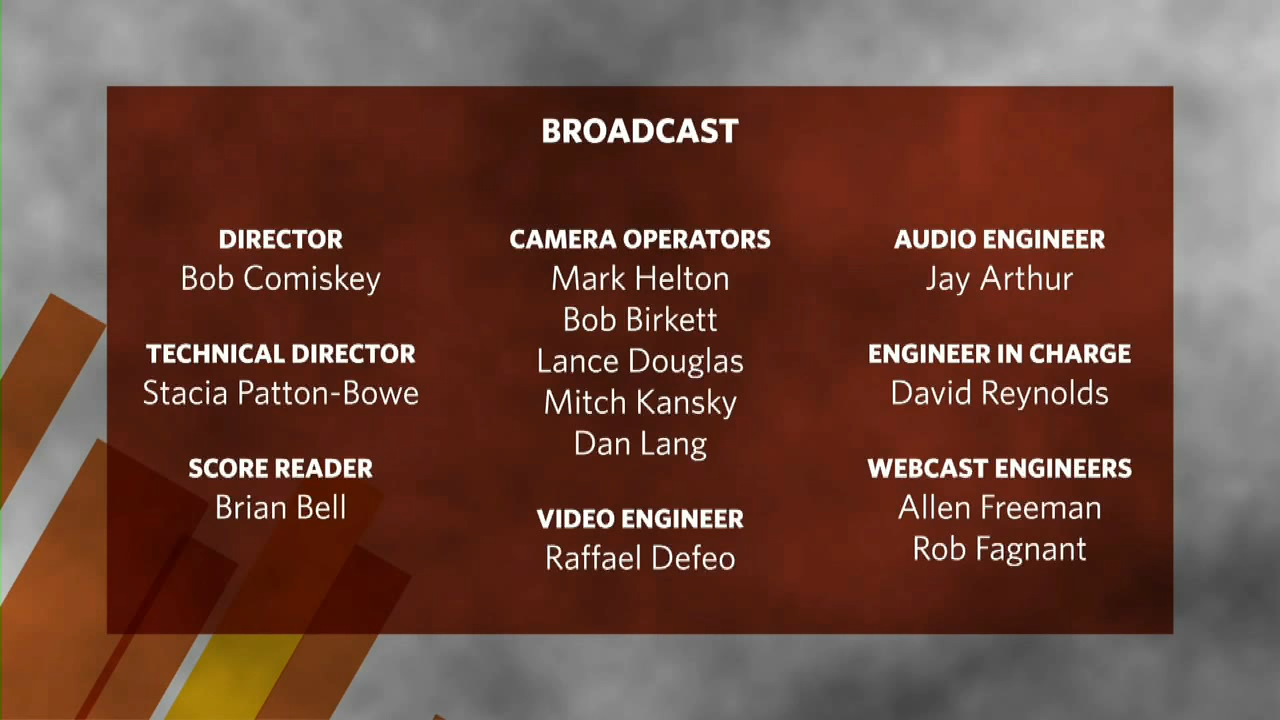 BROADCAST
DIRECTOR
Bob Comiskey
TECHNICAL DIRECTOR
Stacia Patton-Bowe
SCORE READER
Brian Bell
CAMERA OPERATORS
Mark Helton
Bob Birkett
Lance Douglas
Mitch Kansky
Dan Lang
VIDEO ENGINEER
Raffael Defeo
AUDIO ENGINEER
Jay Arthur
ENGINEER IN CHARGE
David Reynolds
WEBCAST ENGINEERS
Allen Freeman
Rob Fagnant